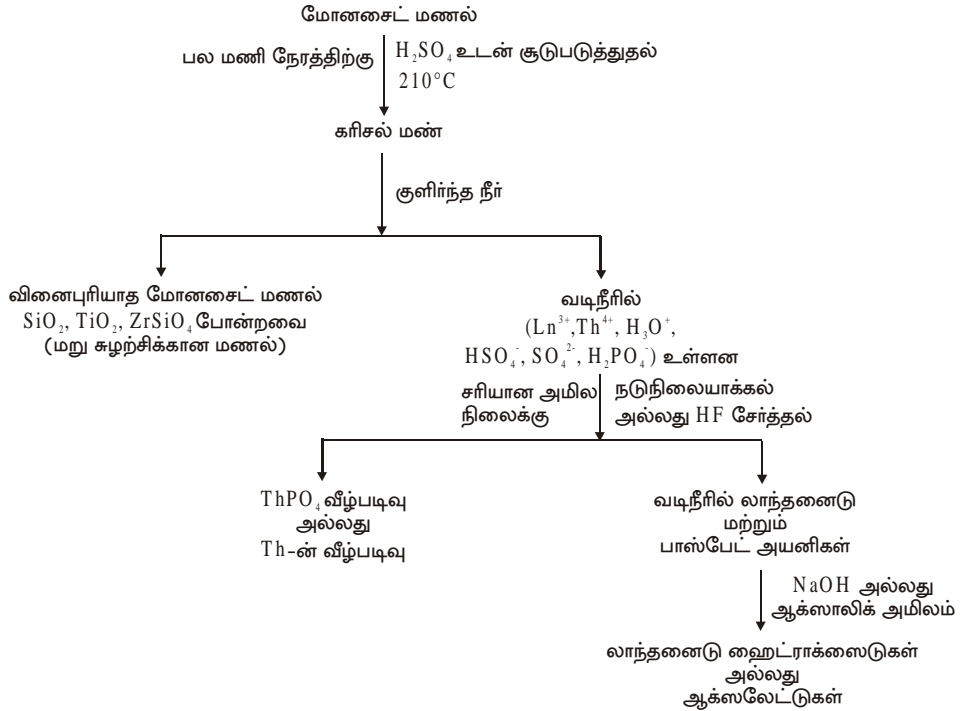 மோனசைட் மணல்
பல மணி நேரத்திற்கு
H₂SO₄ உடன் சூடுபடுத்துதல்
210°C
கரிசல் மண்
குளிர்ந்த நீர்
வினைபுரியாத மோனசைட் மணல்
SiO₂, TiO₂, ZrSiO₄ போன்றவை
(மறு சுழற்சிக்கான மணல்)
வடிநீரில்
(Ln³⁺,Th⁴⁺, H₃O⁺,
HSO₄⁻, SO₄²⁻, H₂PO₄⁻) உள்ளன
சரியான அமில
நிலைக்கு
நடுநிலையாக்கல்
அல்லது HF சேர்த்தல்
ThPO₄ வீழ்படிவு
அல்லது
Th-ன் வீழ்படிவு
வடிநீரில் லாந்தனைடு
மற்றும்
பாஸ்பேட் அயனிகள்
NaOH அல்லது
ஆக்ஸாலிக் அமிலம்
லாந்தனைடு ஹைட்ராக்ஸைடுகள்
அல்லது
ஆக்ஸலேட்டுகள்